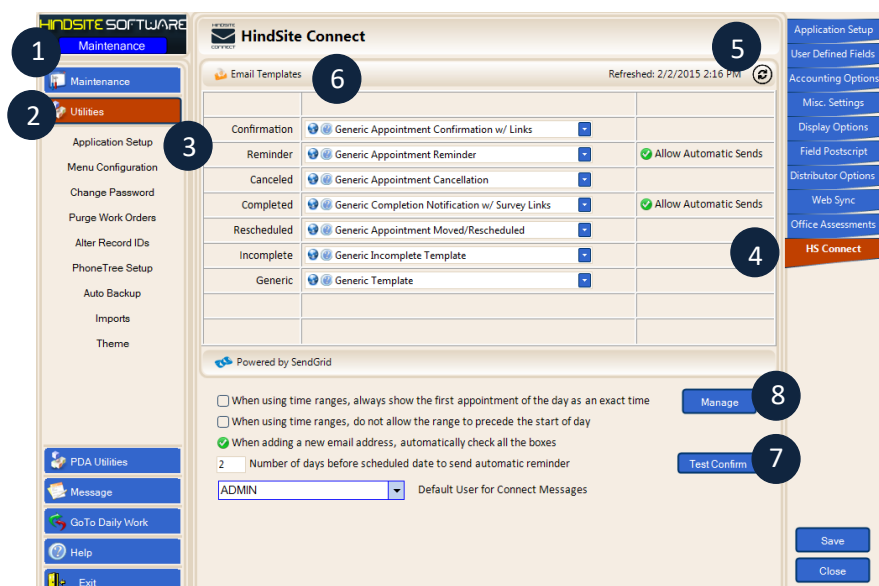 HINDSITE SOFTWARE
Maintenance
1
Maintenance
2
Utilities
Application Setup
3
Menu Configuration
Change Password
Purge Work Orders
Alter Record IDs
PhoneTree Setup
Auto Backup
Imports
Theme
PDA Utilities
Message
GoTo Daily Work
Help
Exit
HINDSITE
CONNECT
HindSite Connect
5
Email Templates
6
Refreshed: 2/2/2015 2:16 PM
Confirmation Generic Appointment Confirmation w/ Links
Reminder Generic Appointment Reminder Allow Automatic Sends
Canceled Generic Appointment Cancellation
Completed Generic Completion Notification w/ Survey Links Allow Automatic Sends
Rescheduled Generic Appointment Moved/Rescheduled
Incomplete Generic Incomplete Template
Generic Generic Template
Powered by SendGrid
When using time ranges, always show the first appointment of the day as an exact time
Manage
8
When using time ranges, do not allow the range to precede the start of day
When adding a new email address, automatically check all the boxes
2 Number of days before scheduled date to send automatic reminder
Test Confirm
7
ADMIN Default User for Connect Messages
Application Setup
User Defined Fields
Accounting Options
Misc. Settings
Display Options
Field Postscript
Distributor Options
Web Sync
Office Assessments
4
HS Connect
Save
Close